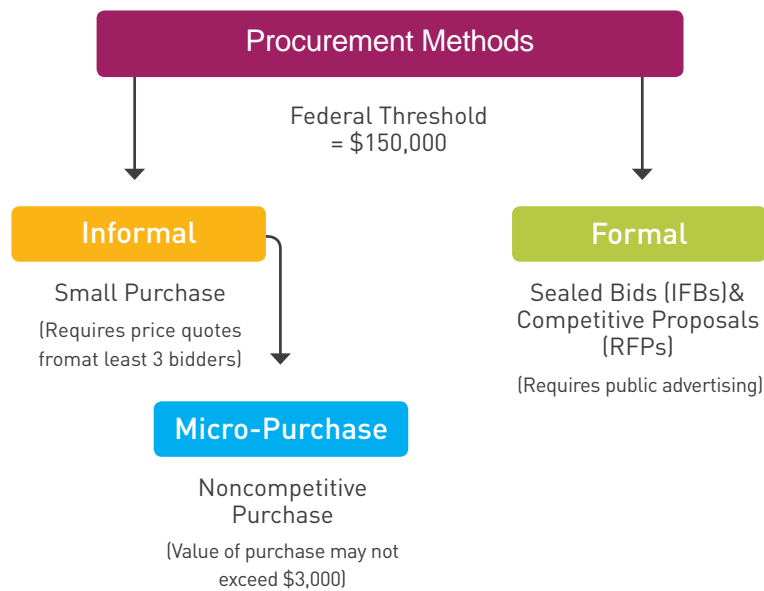 Procurement Methods
Federal Threshold
= $150,000
Informal
Small Purchase
(Requires price quotes
fromat least 3 bidders)
Micro-Purchase
Noncompetitive
Purchase
(Value of purchase may not
exceed $3,000)
Formal
Sealed Bids (IFBs)&
Competitive Proposals
(RFPs)
(Requires public advertising)